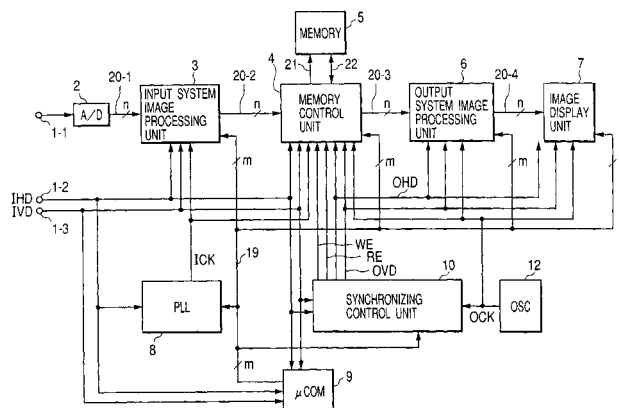 5
MEMORY
21
22
3
4
6
7
2
20-1
INPUT SYSTEM IMAGE PROCESSING UNIT
20-2
MEMORY CONTROL UNIT
20-3
OUTPUT SYSTEM IMAGE PROCESSING UNIT
20-4
IMAGE DISPLAY UNIT
A/D
n
n
n
n
1-1
m
m
m
m
IHD
1-2
IVD
1-3
OHD
ICK
19
WE
RE
OVD
10
12
PLL
SYNCHRONIZING CONTROL UNIT
OCK
OSC
8
m
9
μCOM